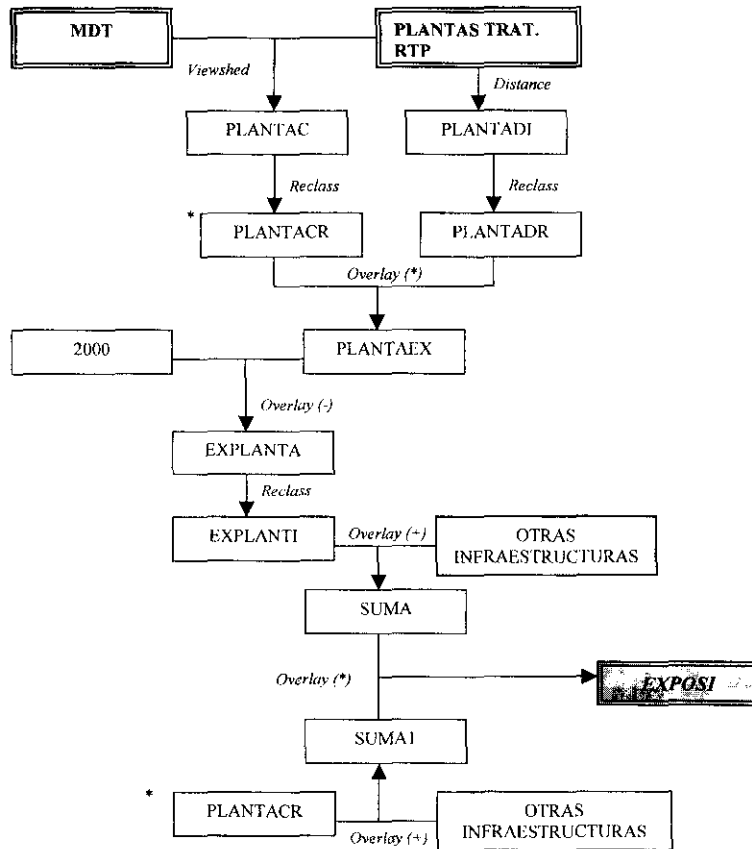 MDT
PLANTAS TRAT.
RTP
Viewshed
Distance
PLANTAC
PLANTADI
Reclass
Reclass
*
PLANTACR
PLANTADR
Overlay (*)
2000
PLANTAEX
Overlay (-)
EXPLANTA
Reclass
EXPLANTI
Overlay (+)
OTRAS
INFRAESTRUCTURAS
SUMA
Overlay (*)
EXPOSI
SUMA1
*
PLANTACR
Overlay (+)
OTRAS
INFRAESTRUCTURAS